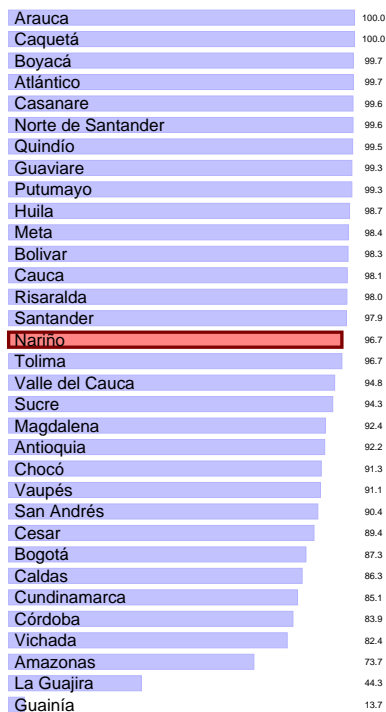 Arauca 100.0
Caquetá 100.0
Boyacá 99.7
Atlántico 99.7
Casanare 99.6
Norte de Santander 99.6
Quindío 99.5
Guaviare 99.3
Putumayo 99.3
Huila 98.7
Meta 98.4
Bolivar 98.3
Cauca 98.1
Risaralda 98.0
Santander 97.9
Nariño 96.7
Tolima 96.7
Valle del Cauca 94.8
Sucre 94.3
Magdalena 92.4
Antioquia 92.2
Chocó 91.3
Vaupés 91.1
San Andrés 90.4
Cesar 89.4
Bogotá 87.3
Caldas 86.3
Cundinamarca 85.1
Córdoba 83.9
Vichada 82.4
Amazonas 73.7
La Guajira 44.3
Guainía 13.7